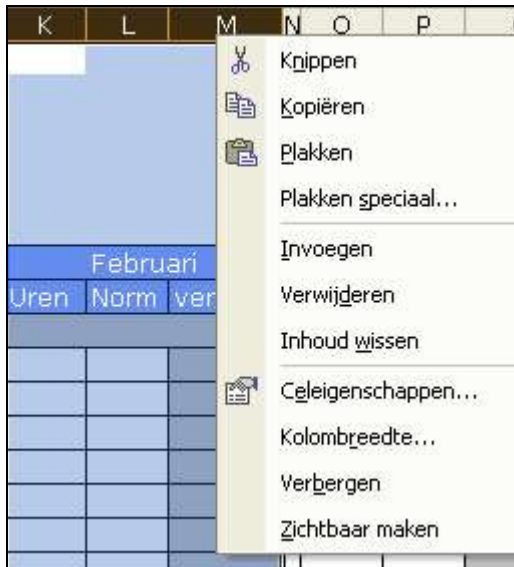 K L M N O P
Knippen
Kopiëren
Plakken
Plakken speciaal...
Invoegen
Februari
Verwijderen
Uren Norm ver
Inhoud wissen
Celeigenschappen...
Kolombreedte...
Verbergen
Zichtbaar maken